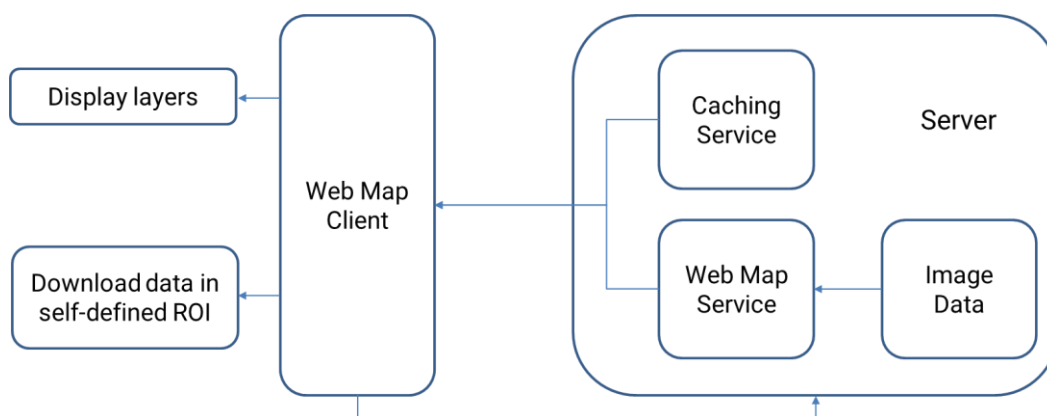 Display layers
Download data in
self-defined ROI
Web Map
Client
Caching
Service
Server
Web Map
Service
Image
Data